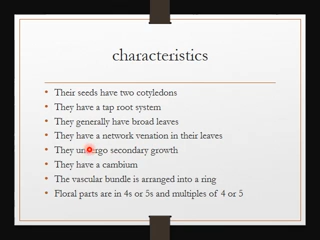 characteristics
Their seeds have two cotyledons
They have a tap root system
They generally have broad leaves
They have a network venation in their leaves
They undergo secondary growth
They have a cambium
The vascular bundle is arranged into a ring
Floral parts are in 4s or 5s and multiples of 4 or 5